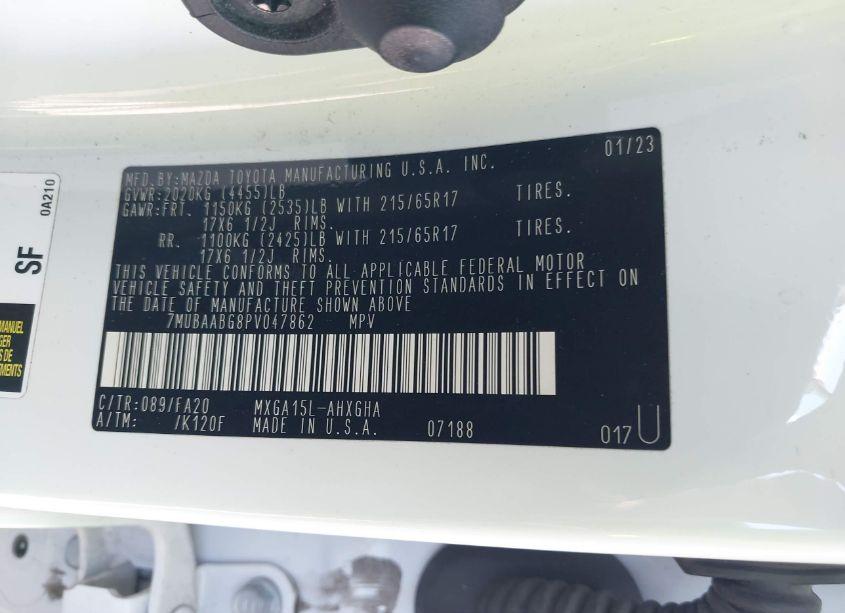 MFD.BY:MAZDA TOYOTA MANUFACTURING U.S.A. INC. 01/23
GVWR:2020KG (4455)LB
GAWR:FRT. 1150KG (2535)LB WITH 215/65R17 TIRES.
17X6 1/2J RIMS.
RR. 1100KG (2425)LB WITH 215/65R17 TIRES.
17X6 1/2J RIMS.
THIS VEHICLE CONFORMS TO ALL APPLICABLE FEDERAL MOTOR
VEHICLE SAFETY AND THEFT PREVENTION STANDARDS IN EFFECT ON
THE DATE OF MANUFACTURE SHOWN ABOVE
7MUBAABG8PV047862 MPV
C/TR:089/FA20 MXGA15L-AHXGHA
A/TM: /K120F MADE IN U.S.A. 07188 017 U
SF 0A210
MANUEL